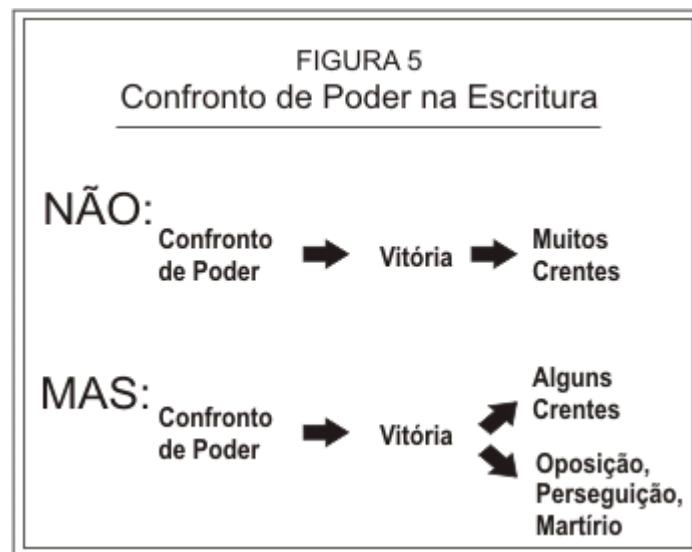 FIGURA 5
Confronto de Poder na Escritura
NÃO:
Confronto
de Poder
Vitória
Muitos
Crentes
MAS:
Confronto
de Poder
Vitória
Alguns
Crentes
Oposição,
Perseguição,
Martírio